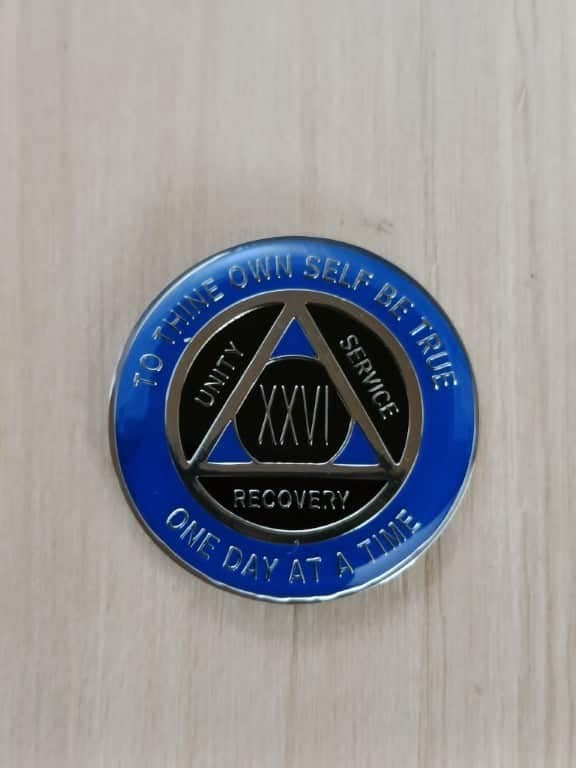 TO THINE OWN SELF BE TRUE
UNITY
SERVICE
XXVI
RECOVERY
ONE DAY AT A TIME